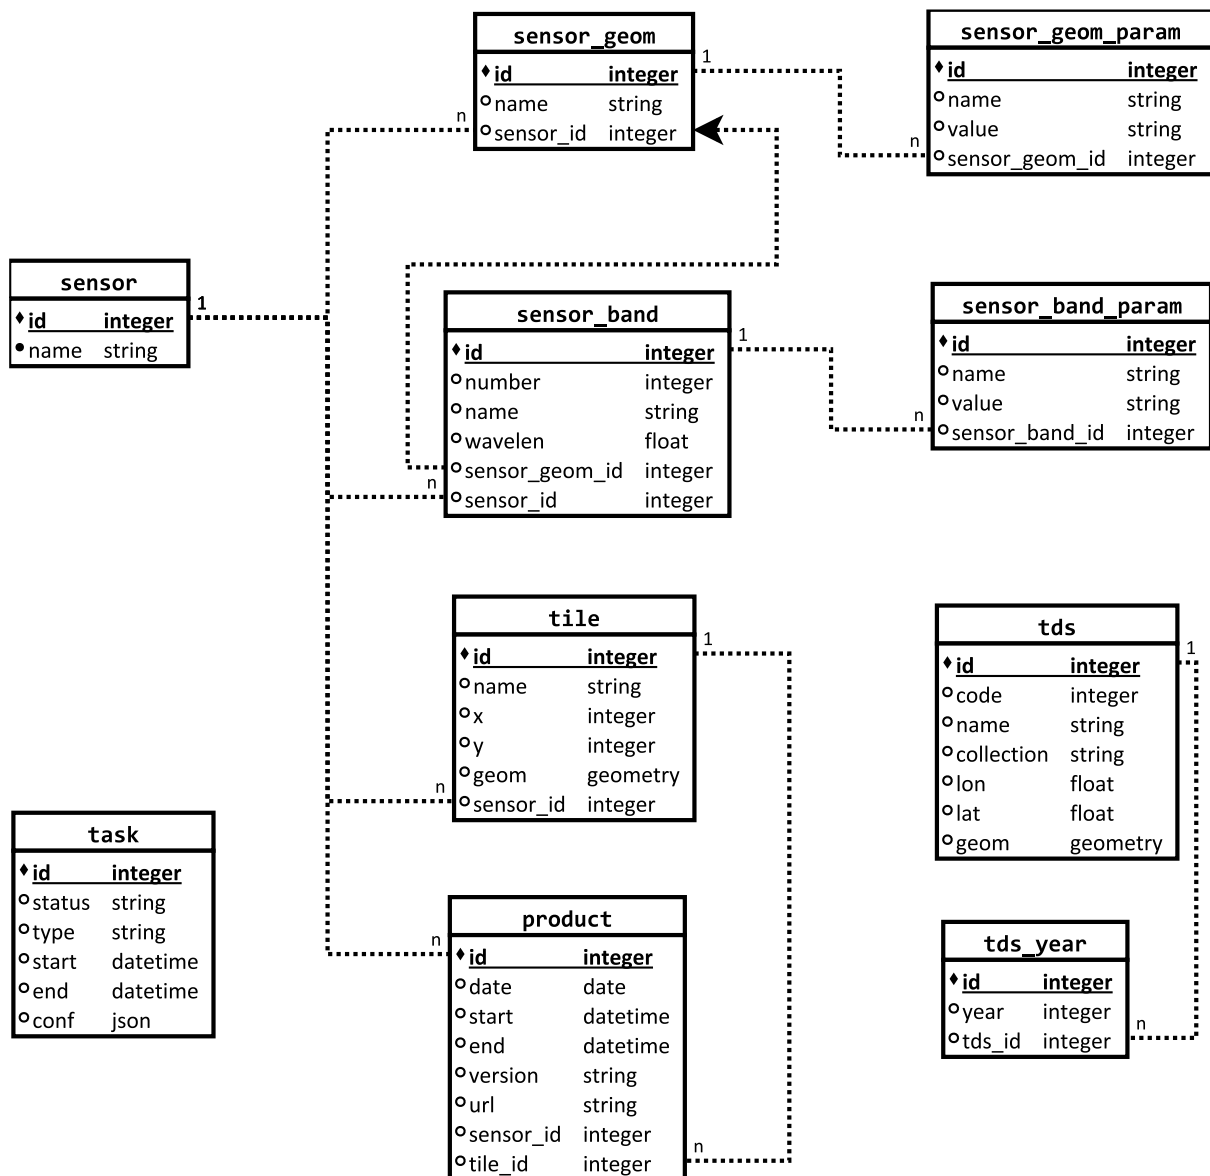 sensor_geom
id integer
name string
sensor_id integer
1
n
sensor_geom_param
id integer
name string
value string
sensor_geom_id integer
n
sensor
id integer
name string
1
sensor_band
id integer
number integer
name string
wavelen float
sensor_geom_id integer
sensor_id integer
1
n
sensor_band_param
id integer
name string
value string
sensor_band_id integer
n
tile
id integer
name string
x integer
y integer
geom geometry
sensor_id integer
1
n
tds
id integer
code integer
name string
collection string
lon float
lat float
geom geometry
1
task
id integer
status string
type string
start datetime
end datetime
conf json
product
id integer
date date
start datetime
end datetime
version string
url string
sensor_id integer
tile_id integer
n
n
tds_year
id integer
year integer
tds_id integer
n